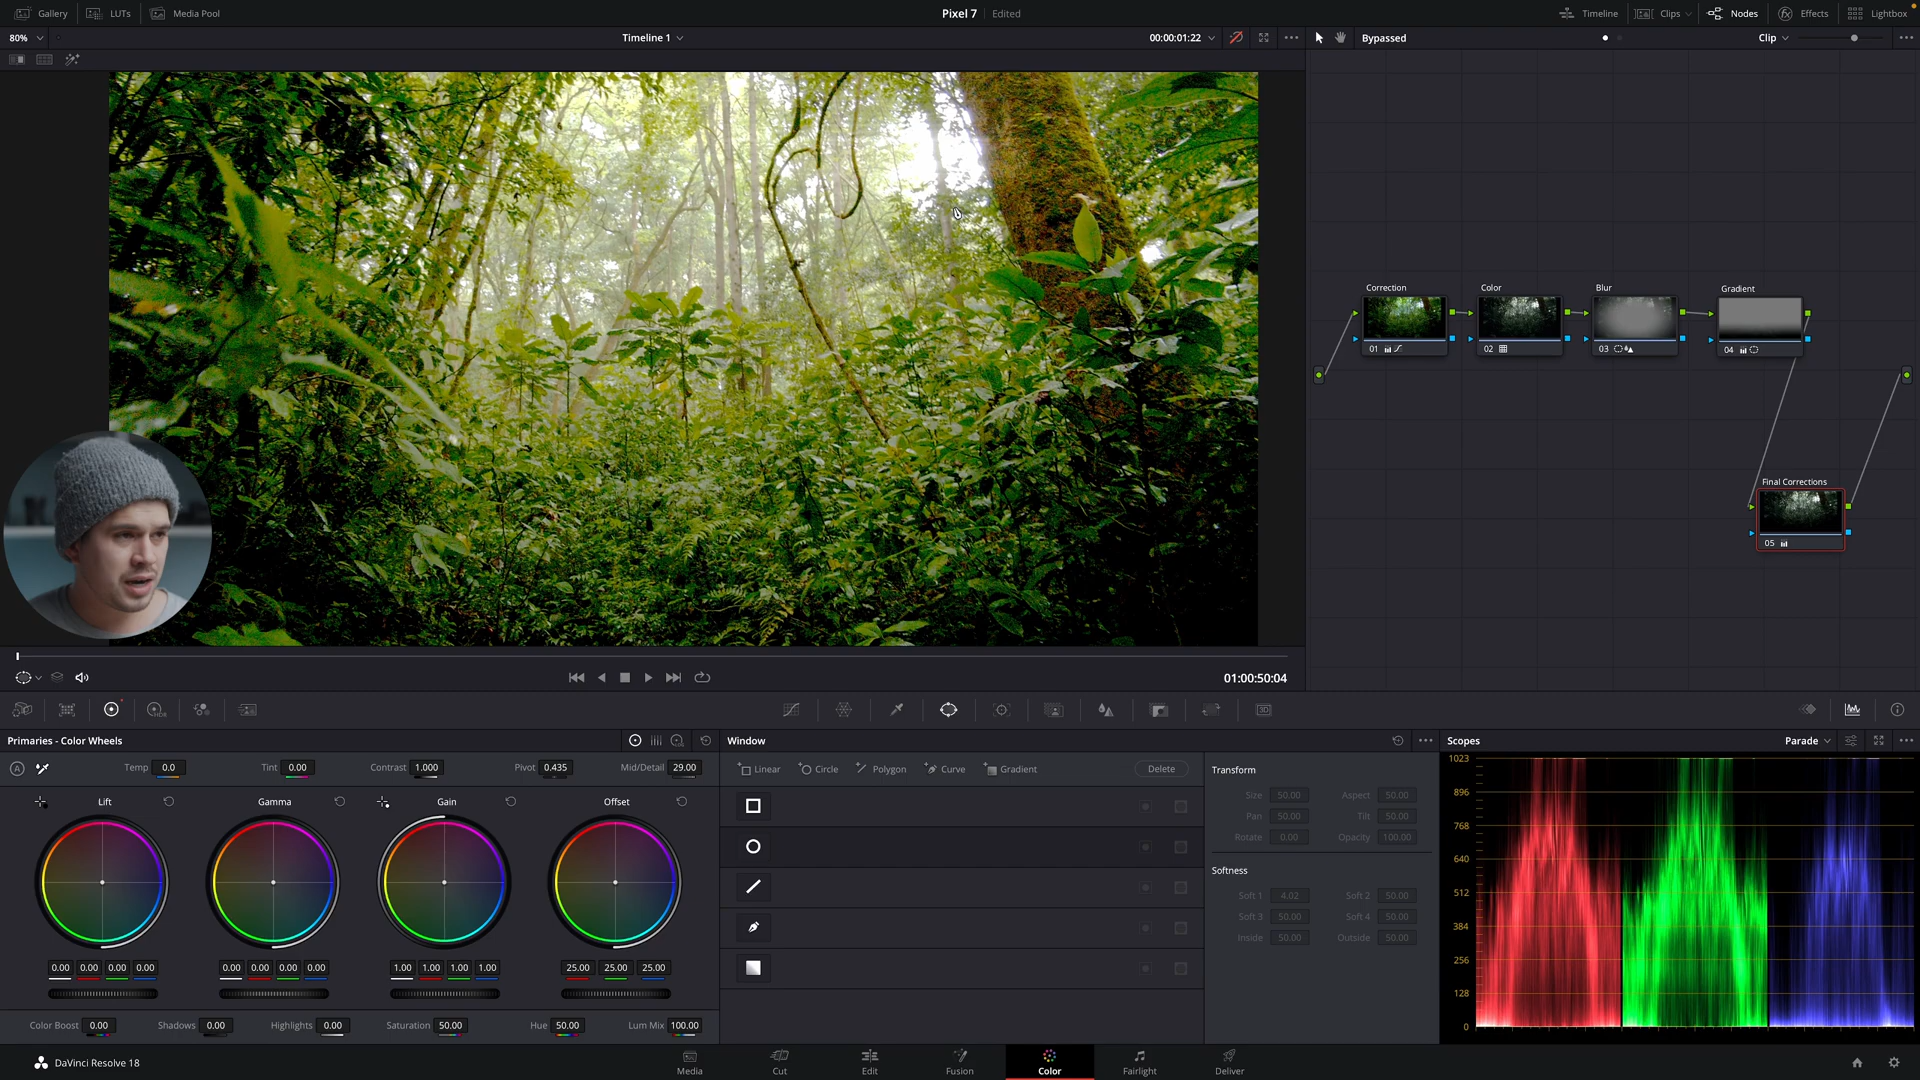 Gallery LUTs Media Pool Pixel 7 Edited Timeline Clips Nodes Effects Lightbox
80% Timeline 1 00:00:01:22 Bypassed Clip
Correction Color Blur Gradient
01 02 03 04
Final Corrections
05
01:00:50:04
HDR 3D
Primaries - Color Wheels Window Scopes Parade
A Temp 0.0 Tint 0.00 Contrast 1.000 Pivot 0.435 Mid/Detail 29.00
Linear Circle Polygon Curve Gradient Delete
Transform
Lift Gamma Gain Offset
Size 50.00 Aspect 50.00
Pan 50.00 Tilt 50.00
Rotate 0.00 Opacity 100.00
Softness
Soft 1 4.02 Soft 2 50.00
Soft 3 50.00 Soft 4 50.00
Inside 50.00 Outside 50.00
0.00 0.00 0.00 0.00 0.00 0.00 0.00 0.00 1.00 1.00 1.00 1.00 25.00 25.00 25.00
Color Boost 0.00 Shadows 0.00 Highlights 0.00 Saturation 50.00 Hue 50.00 Lum Mix 100.00
1023
896
768
640
512
384
256
128
0
DaVinci Resolve 18 Media Cut Edit Fusion Color Fairlight Deliver